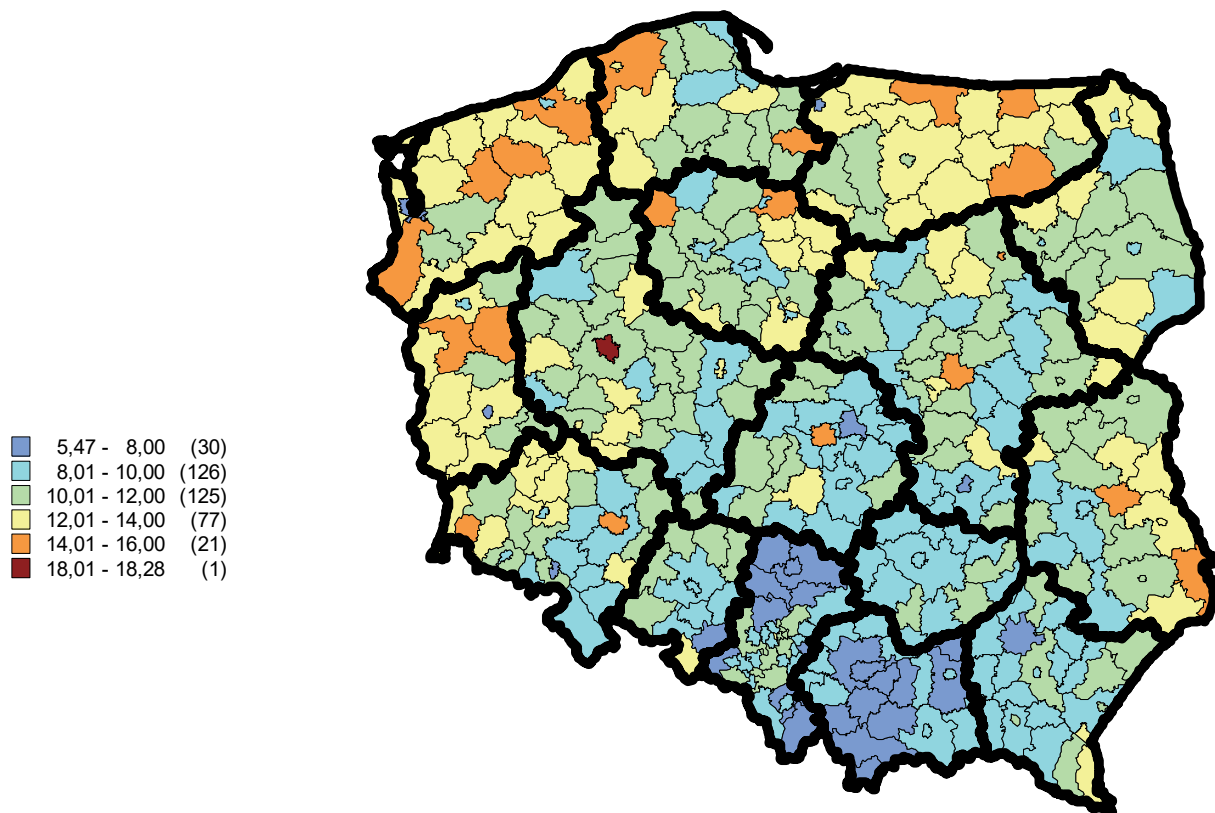 5,47 - 8,00 (30)
8,01 - 10,00 (126)
10,01 - 12,00 (125)
12,01 - 14,00 (77)
14,01 - 16,00 (21)
18,01 - 18,28 (1)